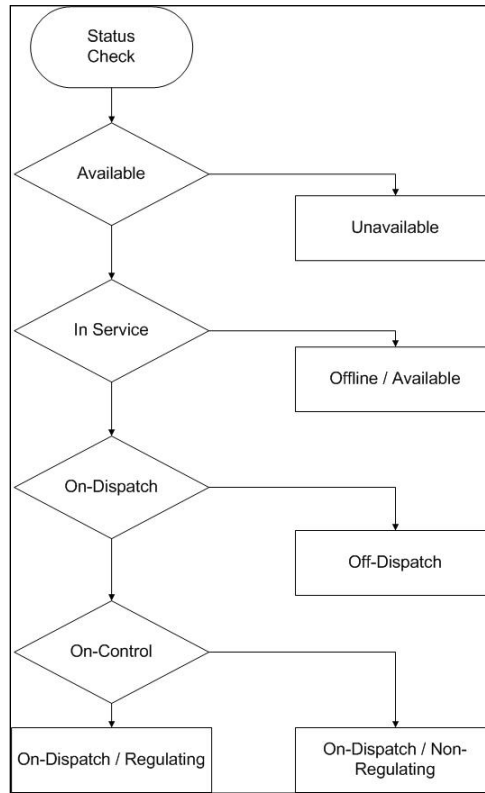 Status
Check
Available
Unavailable
In Service
Offline / Available
On-Dispatch
Off-Dispatch
On-Control
On-Dispatch / Regulating
On-Dispatch / Non-
Regulating